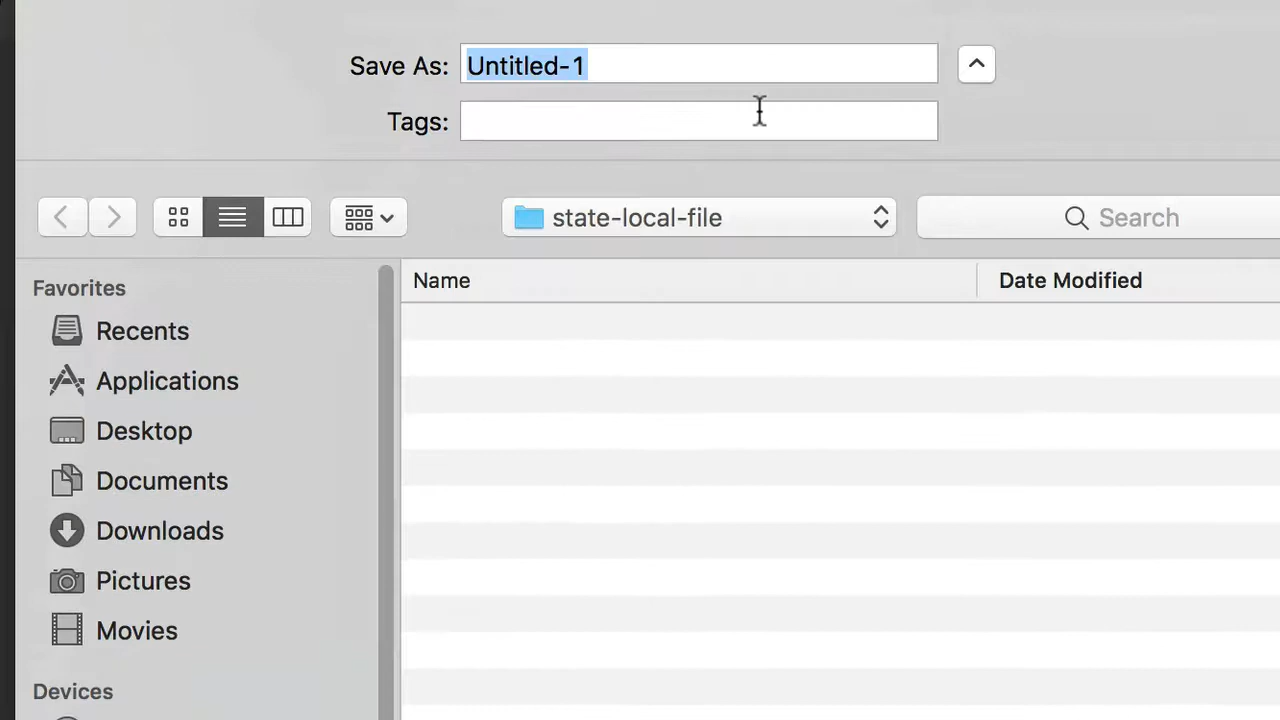 Save As: Untitled-1
Tags:
state-local-file
Search
Favorites
Name
Date Modified
Recents
Applications
Desktop
Documents
Downloads
Pictures
Movies
Devices